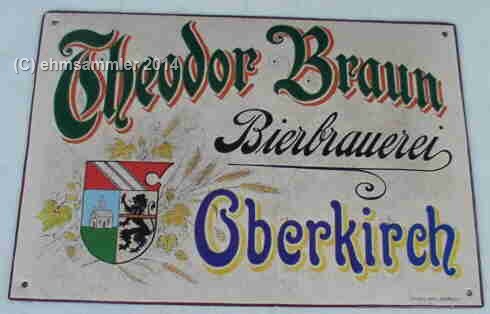 Theodor Braun
(C) ehmsammler 2014
Bierbrauerei
Oberkirch